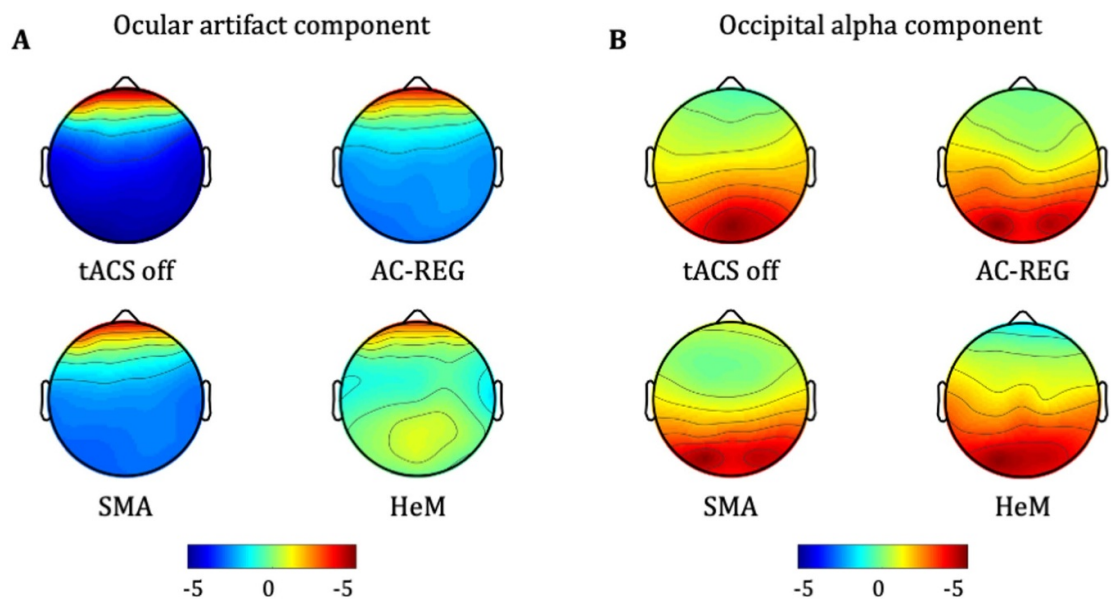 A
Ocular artifact component
B
Occipital alpha component
tACS off
AC-REG
tACS off
AC-REG
SMA
HeM
SMA
HeM
-5
0
-5
-5
0
-5